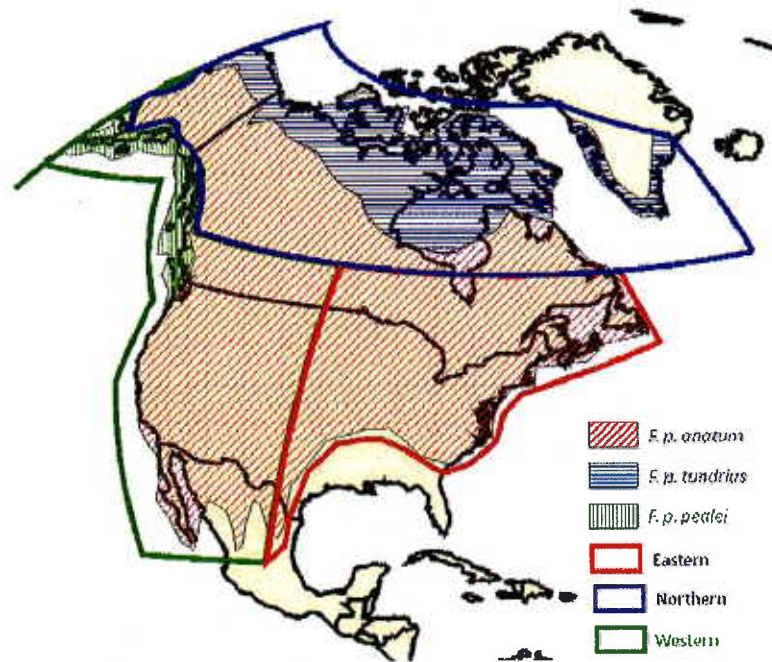 F. p. anatum
F. p. tundrius
F. p. pealei
Eastern
Northern
Western